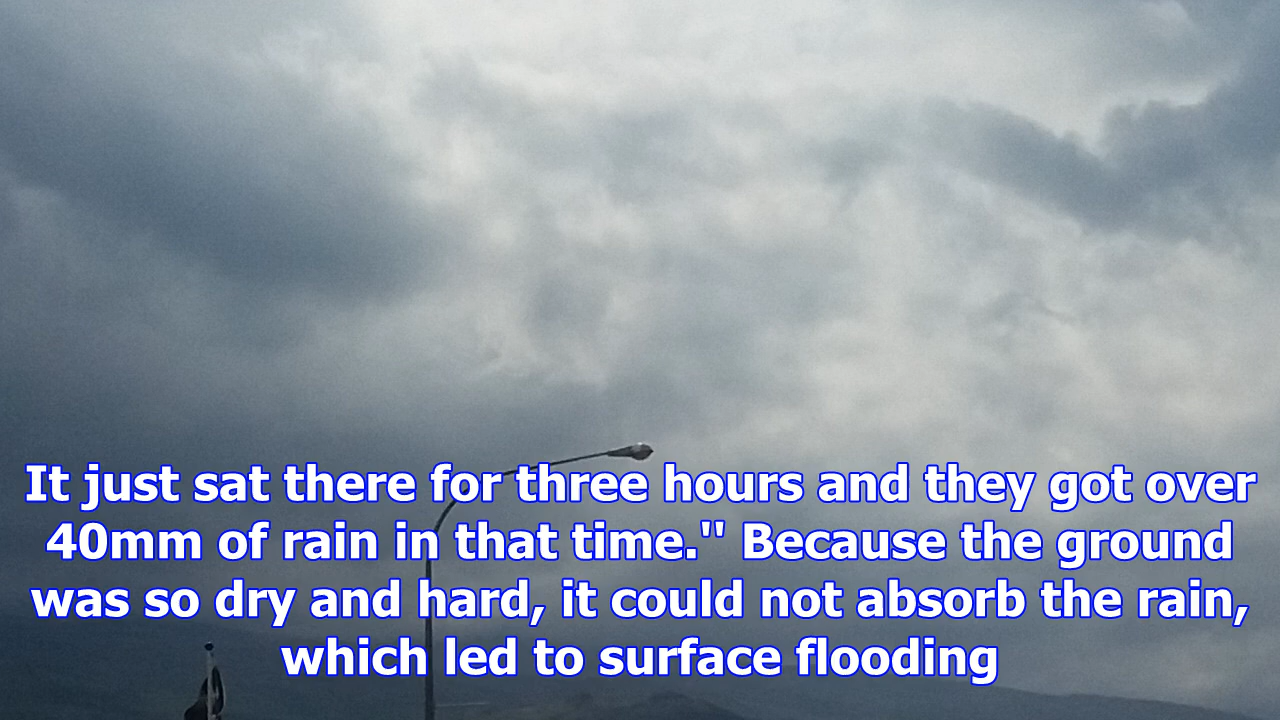 It just sat there for three hours and they got over
40mm of rain in that time." Because the ground
was so dry and hard, it could not absorb the rain,
which led to surface flooding